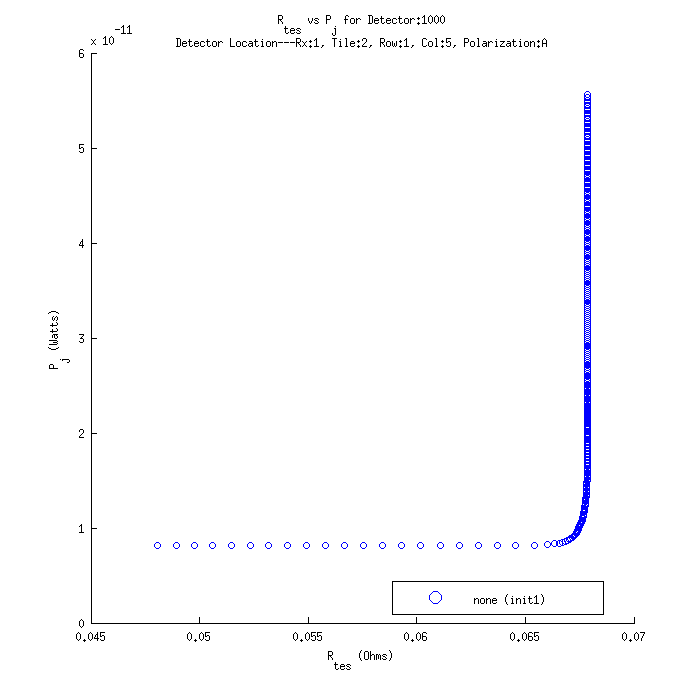 R_tes vs P_j for Detector:1000
Detector Location---Rx:1, Tile:2, Row:1, Col:5, Polarization:A
x 10^-11
6
5
4
3
2
1
0
P_j (Watts)
none (init1)
0.045 0.05 0.055 0.06 0.065 0.07
R_tes (Ohms)